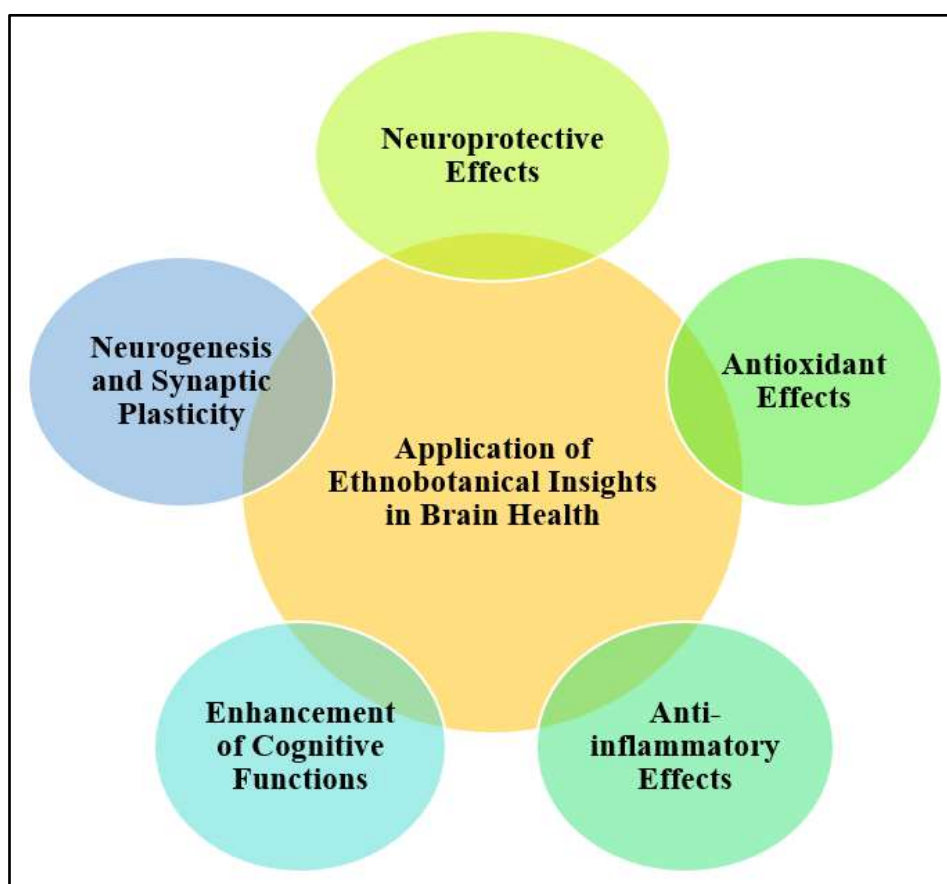 Neuroprotective
Effects
Neurogenesis
and Synaptic
Plasticity
Antioxidant
Effects
Application of
Ethnobotanical Insights
in Brain Health
Enhancement
of Cognitive
Functions
Anti-
inflammatory
Effects